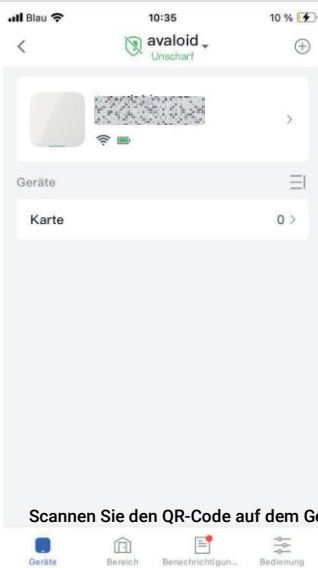 Blau 10:35 10 %
avaloid
Unscharf
Geräte
Karte 0
Scannen Sie den QR-Code auf dem Ge
Geräte Bereich Benachrichtigun... Bedienung